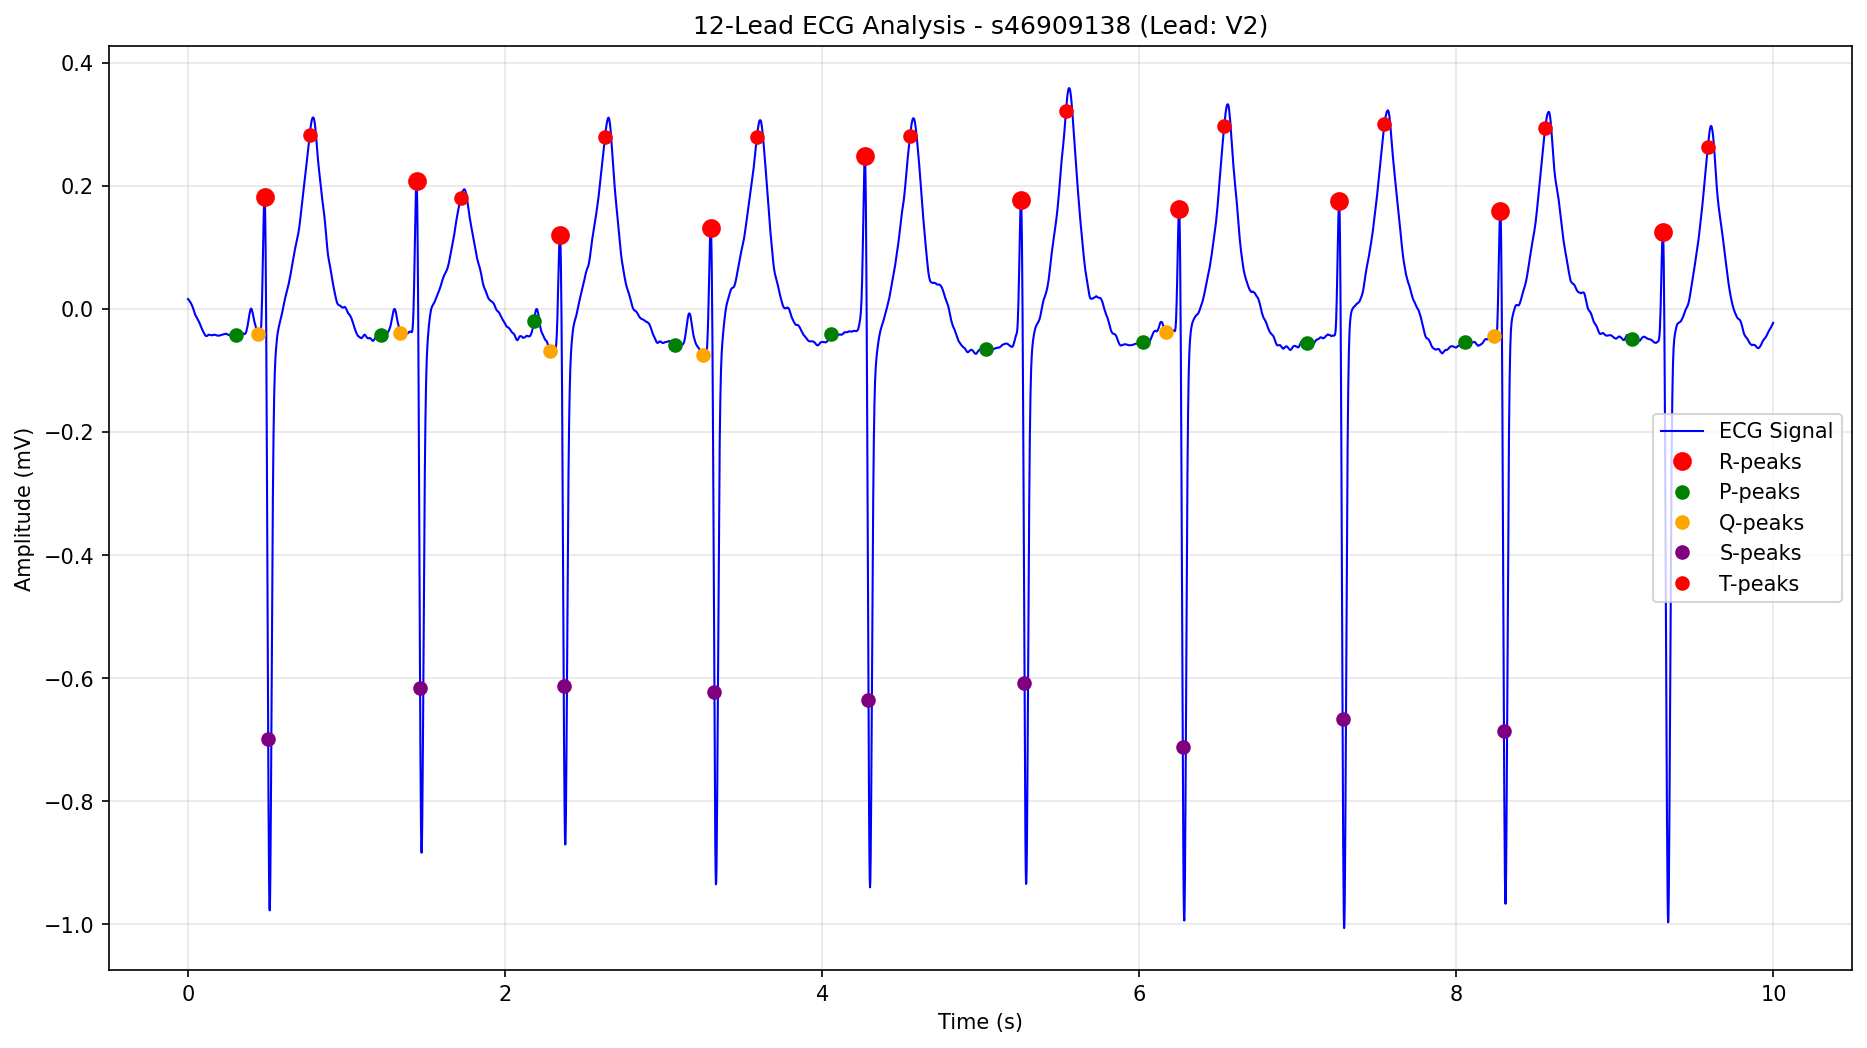 12-Lead ECG Analysis - s46909138 (Lead: V2)
0.4
0.2
0.0
−0.2
−0.4
−0.6
−0.8
−1.0
Amplitude (mV)
ECG Signal
R-peaks
P-peaks
Q-peaks
S-peaks
T-peaks
0 2 4 6 8 10
Time (s)